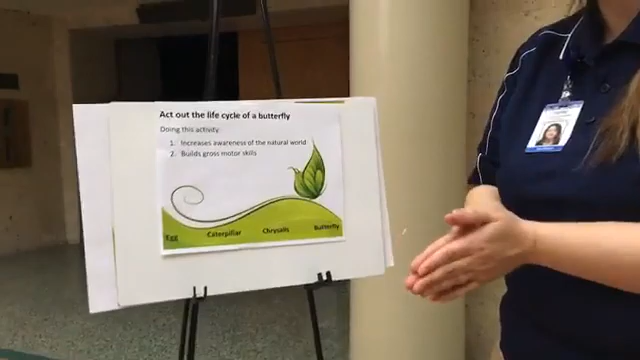 Act out the life cycle of a butterfly
Doing this activity
1. Increases awareness of the natural world
2. Builds gross motor skills
Egg Caterpillar Chrysalis Butterfly